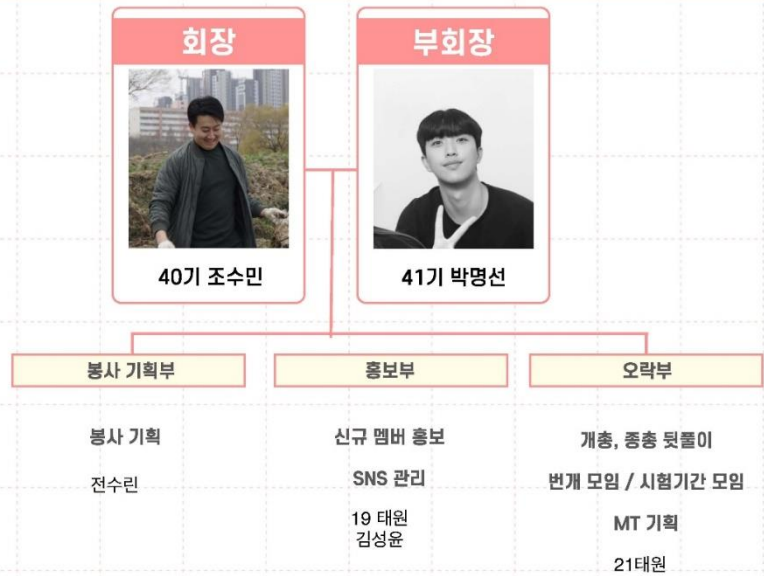 회장
부회장
40기 조수민
41기 박명선
봉사 기획부
홍보부
오락부
봉사 기획
전수린
신규 멤버 홍보
SNS 관리
19 태원
김성윤
개총, 종총 뒷풀이
번개 모임 / 시험기간 모임
MT 기획
21태원